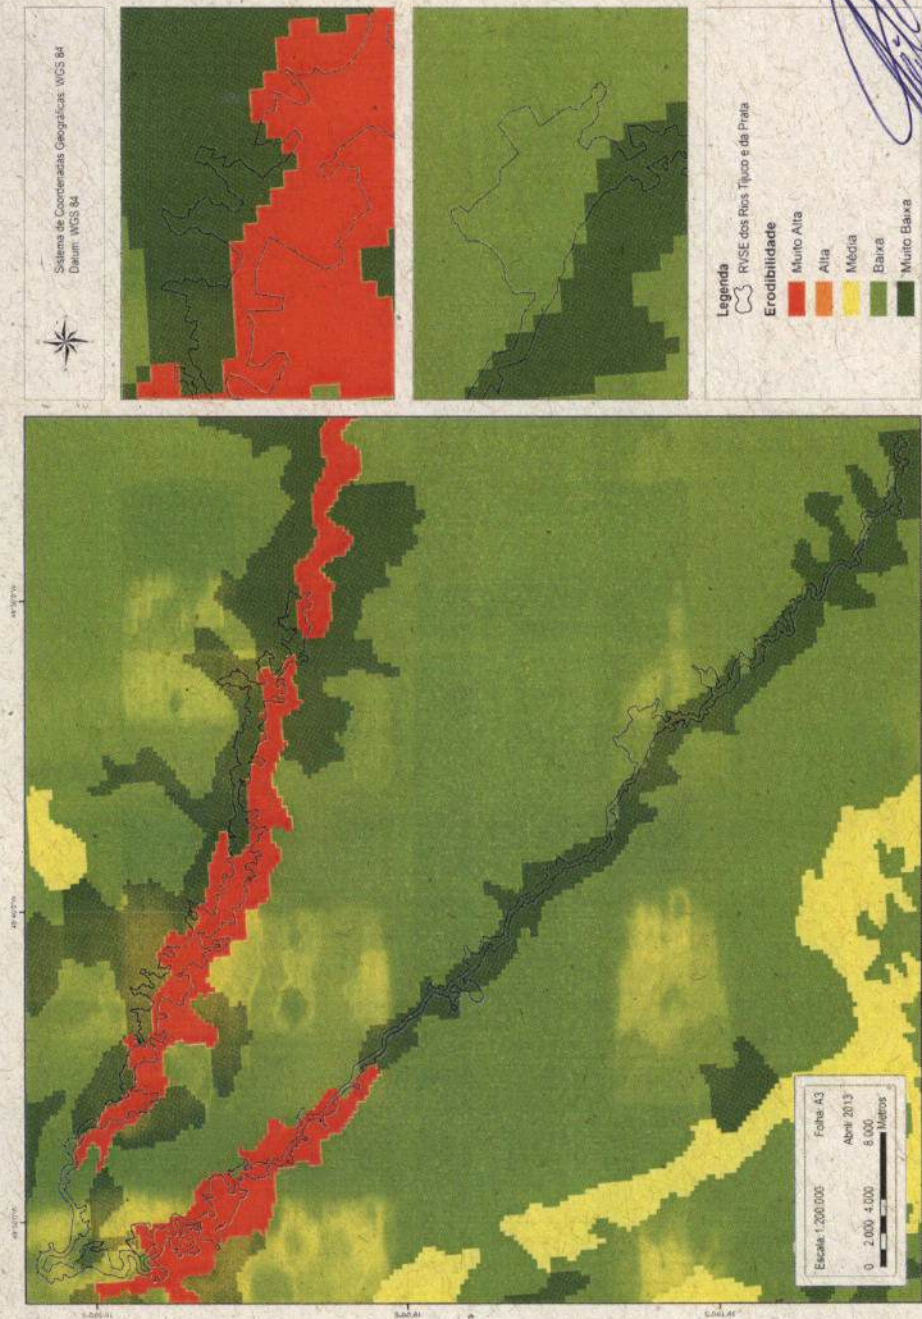 Sistema de Coordenadas Geográficas: WGS 84
Datum: WGS 84
Legenda
RVSE dos Rios Tijuco e da Prata
Erodibilidade
Muito Alta
Alta
Média
Baixa
Muito Baixa
Escala: 1:200.000 Folha: A3
Abril/ 2013
0 2.000 4.000 8.000
Metros